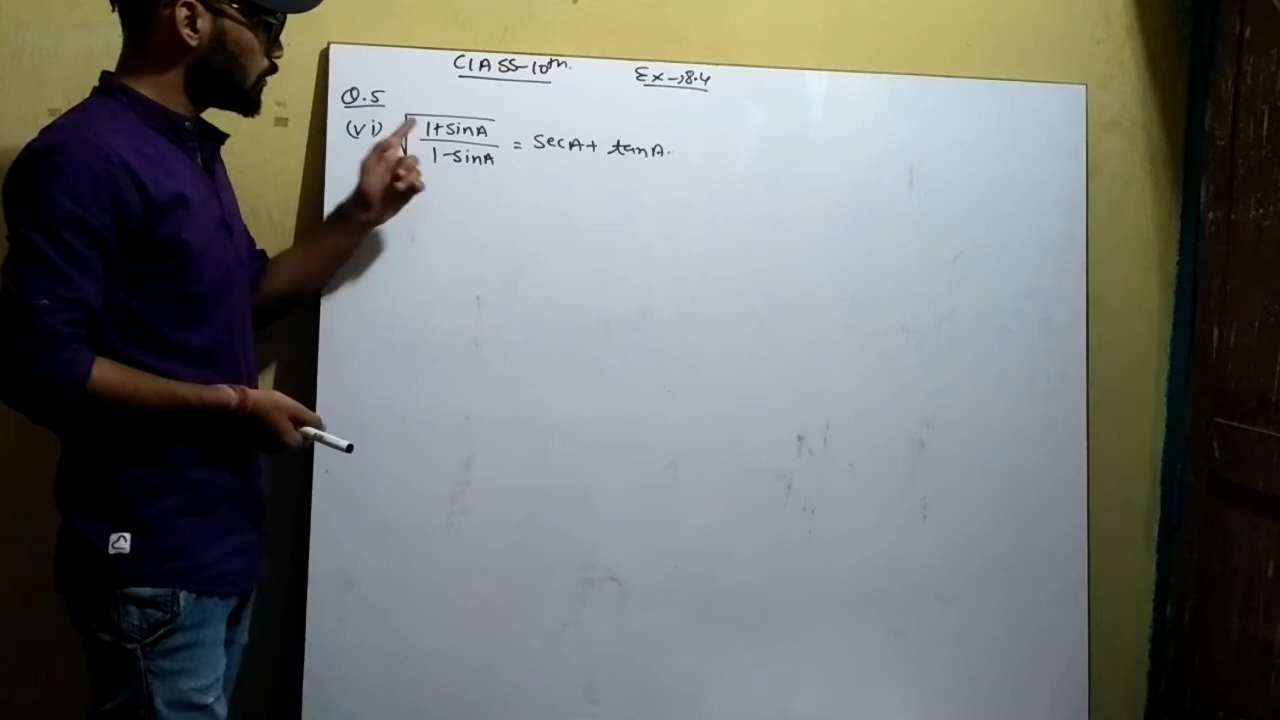 CLASS-10th. Ex→8.4
Q.5
(vi) √(1+sinA / 1-sinA) = secA+ tanA.